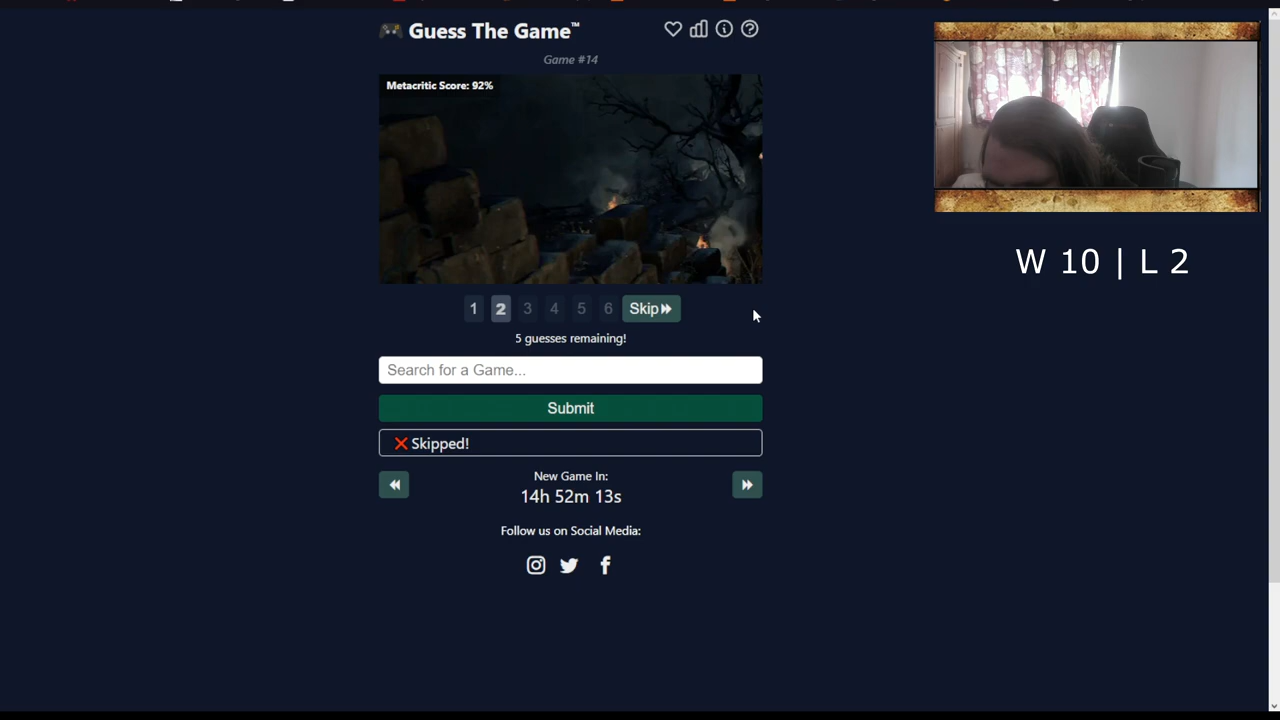 Guess The Game™
Game #14
Metacritic Score: 92%
1 2 3 4 5 6 Skip
5 guesses remaining!
Search for a Game...
Submit
❌ Skipped!
New Game In:
14h 52m 13s
Follow us on Social Media:
W 10 | L 2